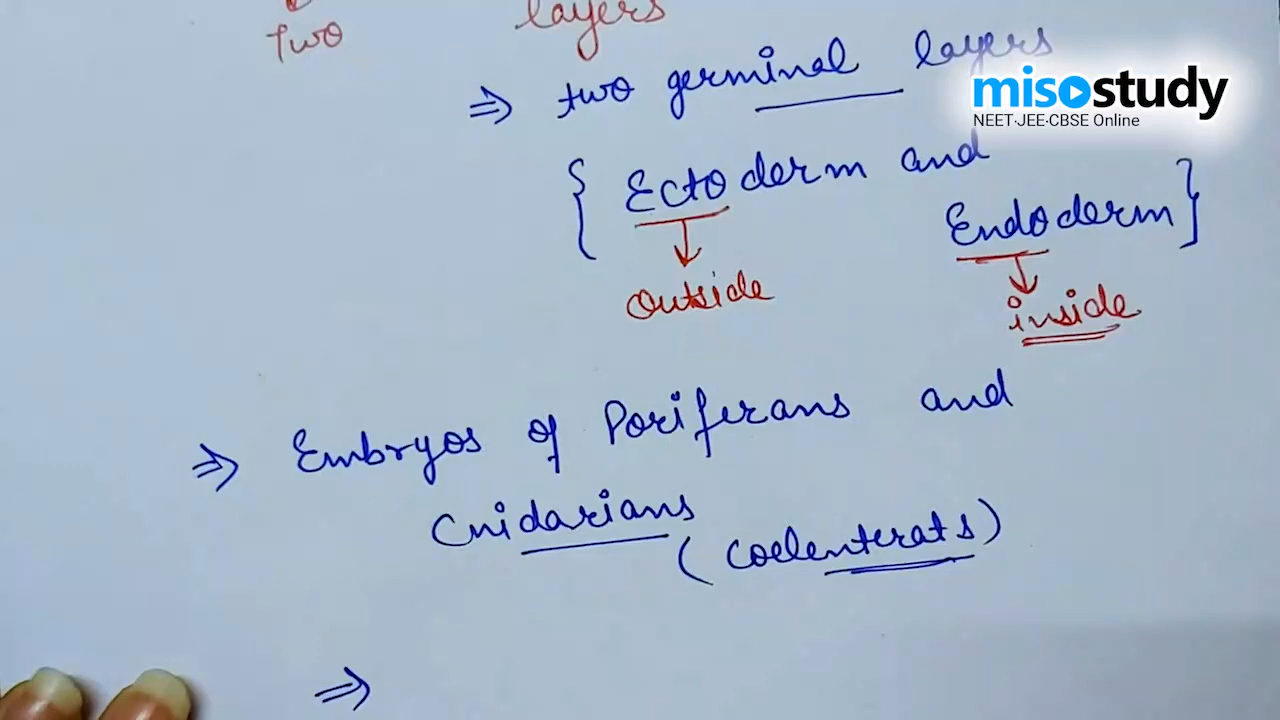 two layers
⇒ two germinal layers
misostudy
NEET·JEE·CBSE Online
{ Ectoderm and
Endoderm }
outside
inside
⇒ Embryos of Poriferans and
Cnidarians
(Coelenterats)
⇒